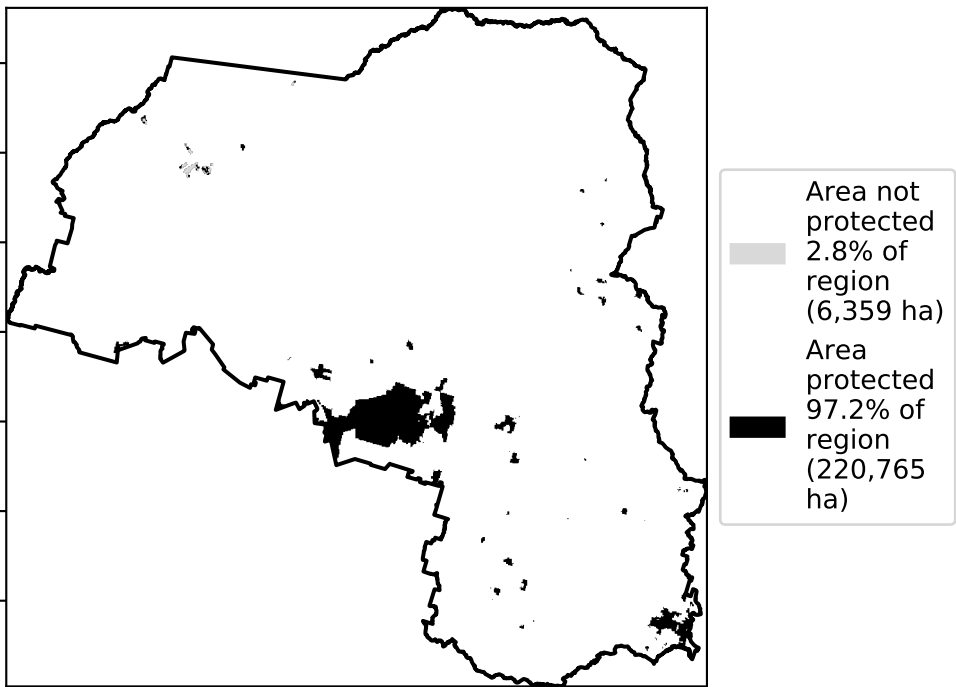 Area not
protected
2.8% of
region
(6,359 ha)
Area
protected
97.2% of
region
(220,765
ha)